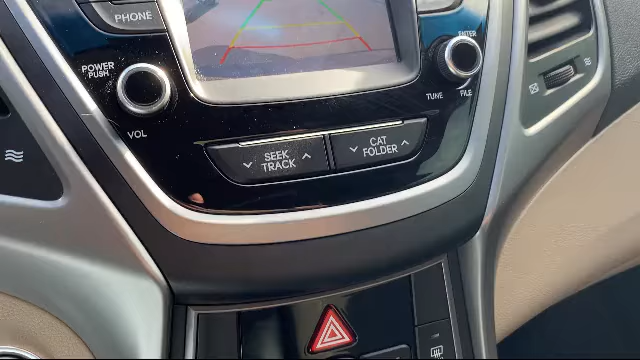 PHONE
POWER
PUSH
VOL
ENTER
TUNE
FILE
SEEK
TRACK
CAT
FOLDER